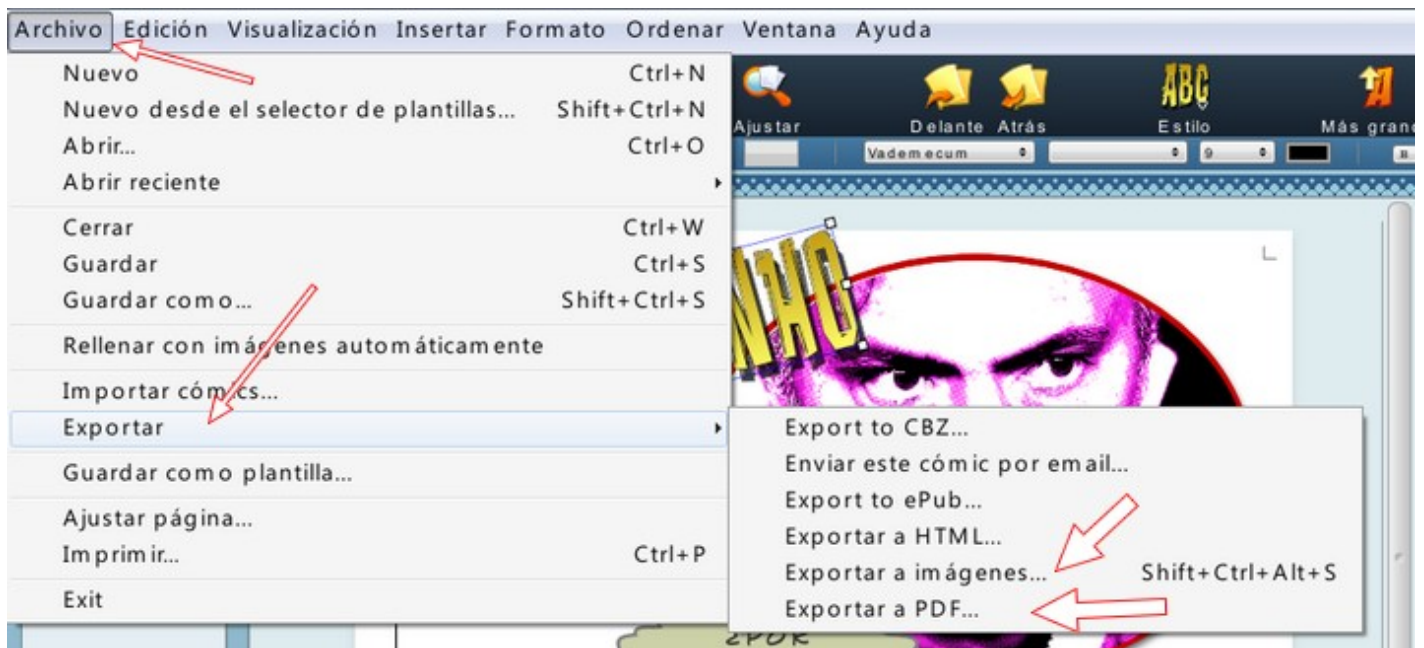 Archivo Edición Visualización Insertar Formato Ordenar Ventana Ayuda
Nuevo Ctrl+N
Nuevo desde el selector de plantillas... Shift+Ctrl+N
Abrir... Ctrl+O
Abrir reciente
Cerrar Ctrl+W
Guardar Ctrl+S
Guardar como... Shift+Ctrl+S
Rellenar con imágenes automáticamente
Importar cómics...
Exportar
Guardar como plantilla...
Ajustar página...
Imprimir... Ctrl+P
Exit
ABC
Ajustar Delante Atrás Estilo Más gran
Vademecum 9
NHO
Export to CBZ...
Enviar este cómic por email...
Export to ePub...
Exportar a HTML...
Exportar a imágenes... Shift+Ctrl+Alt+S
Exportar a PDF...
¿POR